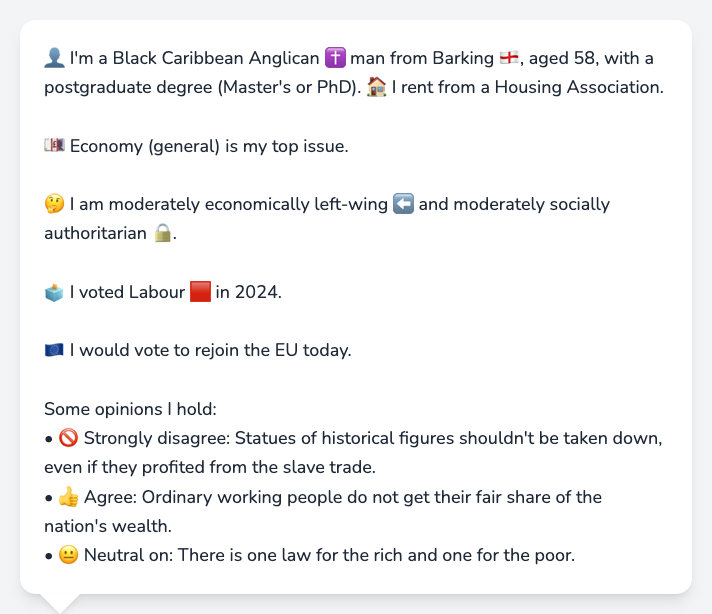 👤 I'm a Black Caribbean Anglican ✝️ man from Barking 🏴󠁧󠁢󠁥󠁮󠁧󠁿, aged 58, with a
postgraduate degree (Master's or PhD). 🏠 I rent from a Housing Association.
💷 Economy (general) is my top issue.
🤔 I am moderately economically left-wing ⬅️ and moderately socially
authoritarian 🔒.
🗳️ I voted Labour 🟥 in 2024.
🇪🇺 I would vote to rejoin the EU today.
Some opinions I hold:
• 🚫 Strongly disagree: Statues of historical figures shouldn't be taken down,
even if they profited from the slave trade.
• 👍 Agree: Ordinary working people do not get their fair share of the
nation's wealth.
• 😐 Neutral on: There is one law for the rich and one for the poor.